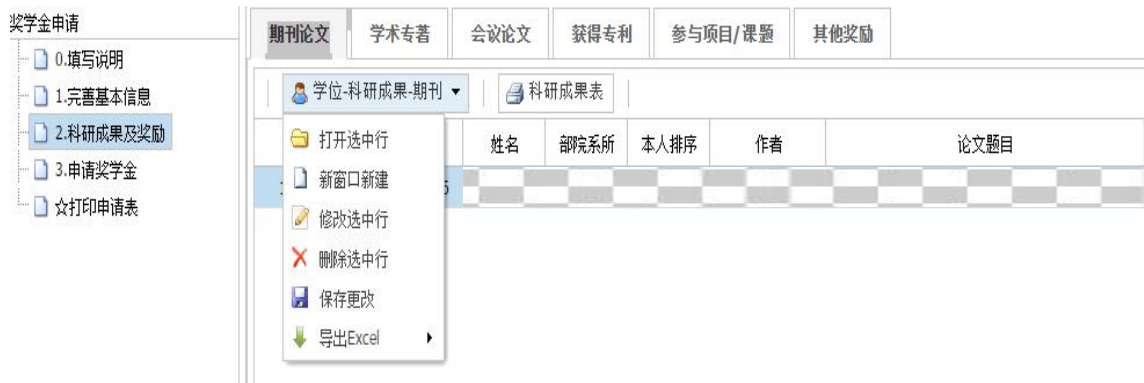 奖学金申请
0.填写说明
1.完善基本信息
2.科研成果及奖励
3.申请奖学金
☆打印申请表
期刊论文 学术专著 会议论文 获得专利 参与项目/课题 其他奖励
学位-科研成果-期刊 科研成果表
姓名 部院系所 本人排序 作者 论文题目
打开选中行
新窗口新建
修改选中行
删除选中行
保存更改
导出Excel